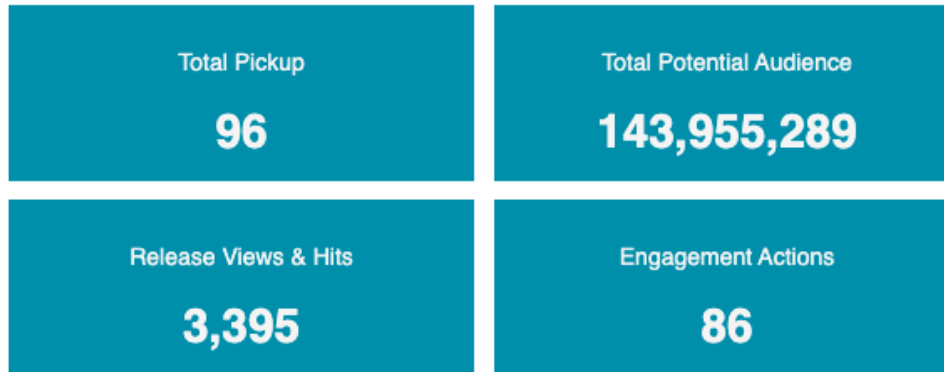 Total Pickup
96
Total Potential Audience
143,955,289
Release Views & Hits
3,395
Engagement Actions
86